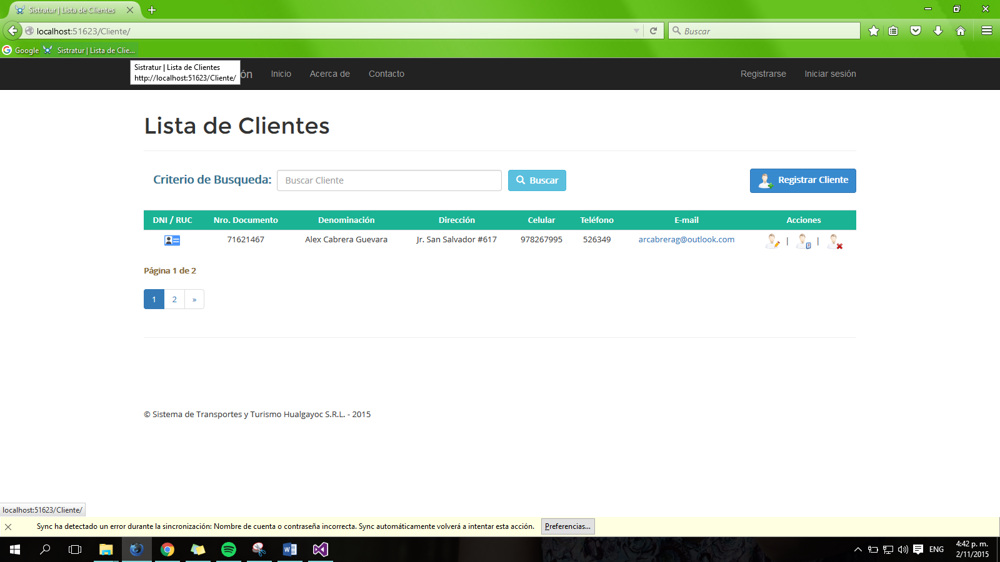 Sistratur | Lista de Clientes
localhost:51623/Cliente/
Buscar
Google
Sistratur | Lista de Clie...
Sistratur | Lista de Clientes
http://localhost:51623/Cliente/
ón
Inicio
Acerca de
Contacto
Registrarse
Iniciar sesión
Lista de Clientes
Criterio de Busqueda:
Buscar Cliente
Buscar
Registrar Cliente
DNI / RUC Nro. Documento Denominación Dirección Celular Teléfono E-mail Acciones
71621467 Alex Cabrera Guevara Jr. San Salvador #617 978267995 526349 arcabrerag@outlook.com | |
Página 1 de 2
1 2 »
© Sistema de Transportes y Turismo Hualgayoc S.R.L. - 2015
localhost:51623/Cliente/
Sync ha detectado un error durante la sincronización: Nombre de cuenta o contraseña incorrecta. Sync automáticamente volverá a intentar esta acción.
Preferencias...
ENG
4:42 p. m.
2/11/2015